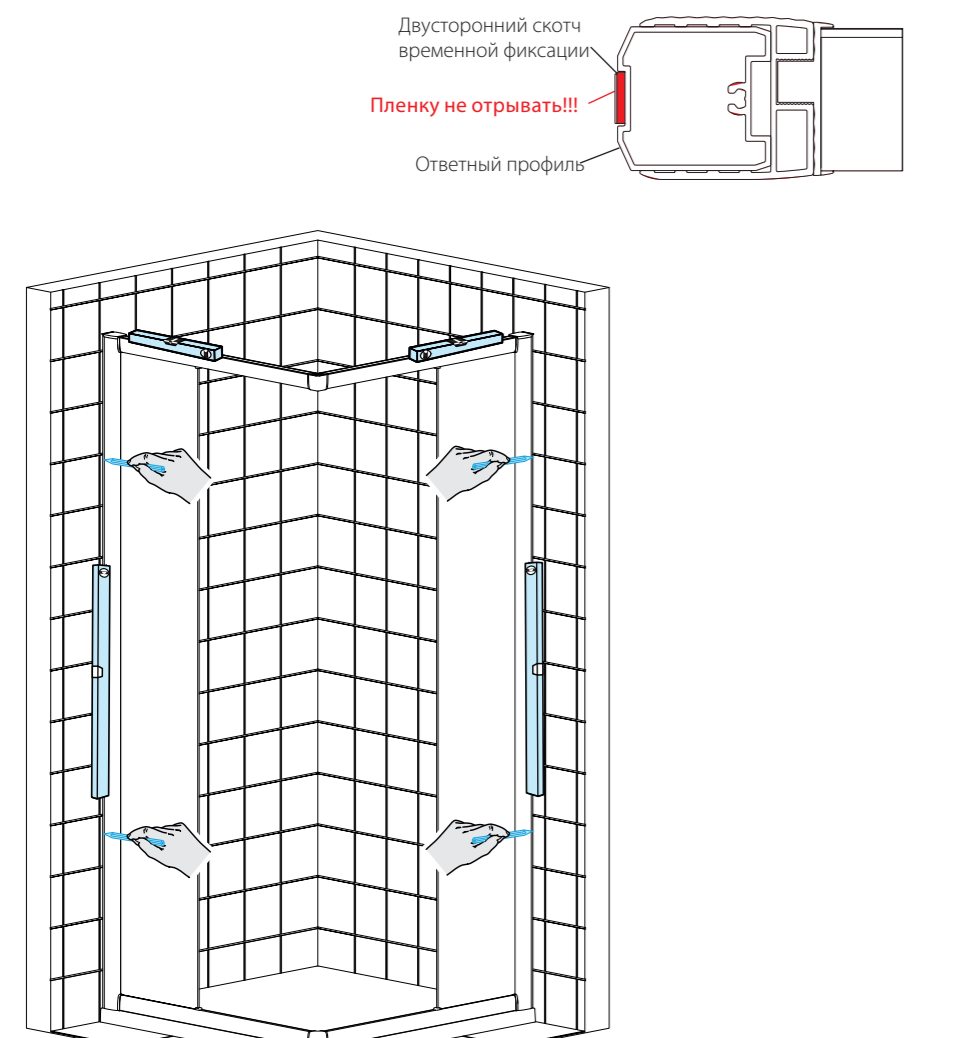 Двусторонний скотч
временной фиксации
Пленку не отрывать!!!
Ответный профиль